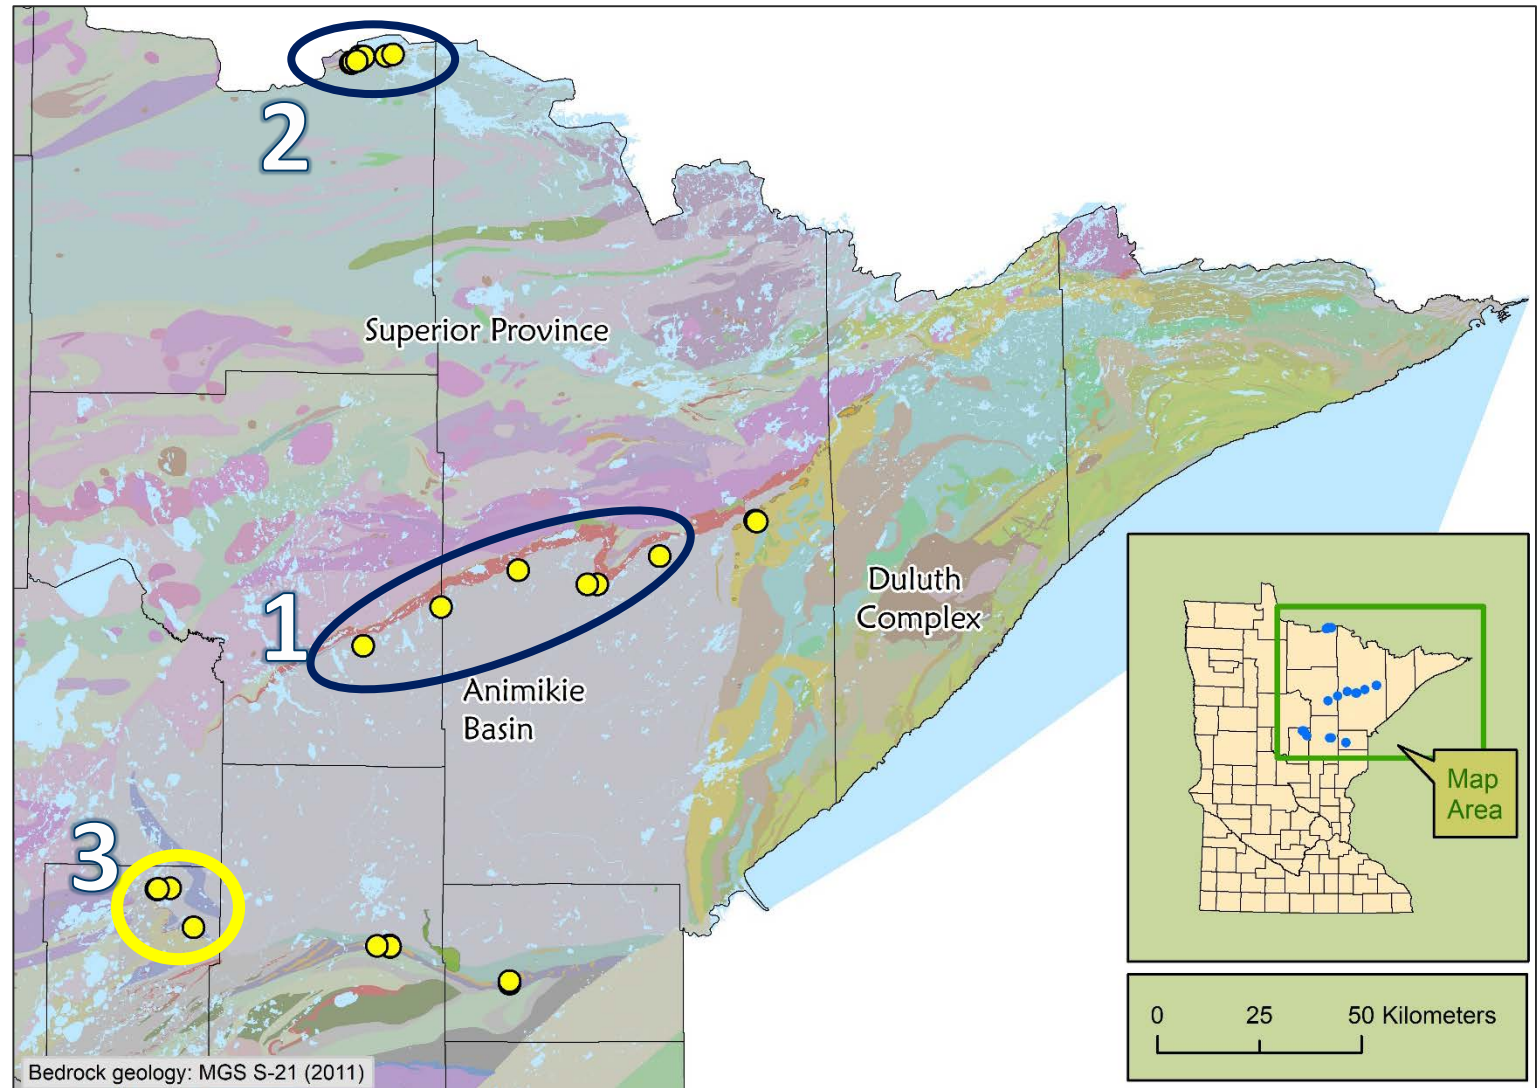 2
Superior Province
1
Duluth
Complex
Animikie
Basin
3
Map
Area
0 25 50 Kilometers
Bedrock geology: MGS S-21 (2011)